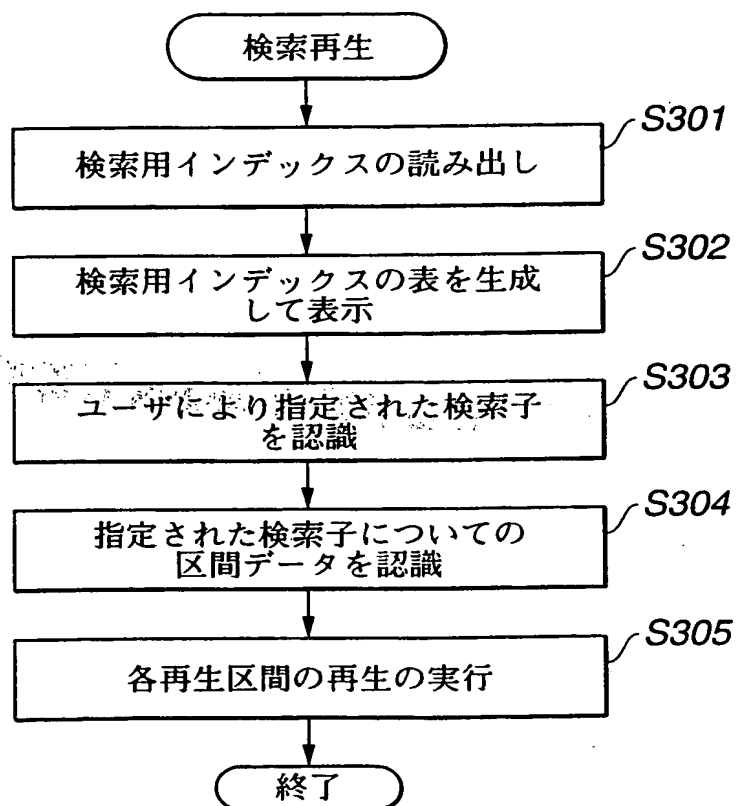 検索再生
S301
検索用インデックスの読み出し
S302
検索用インデックスの表を生成
して表示
S303
ユーザにより指定された検索子
を認識
S304
指定された検索子についての
区間データを認識
S305
各再生区間の再生の実行
終了